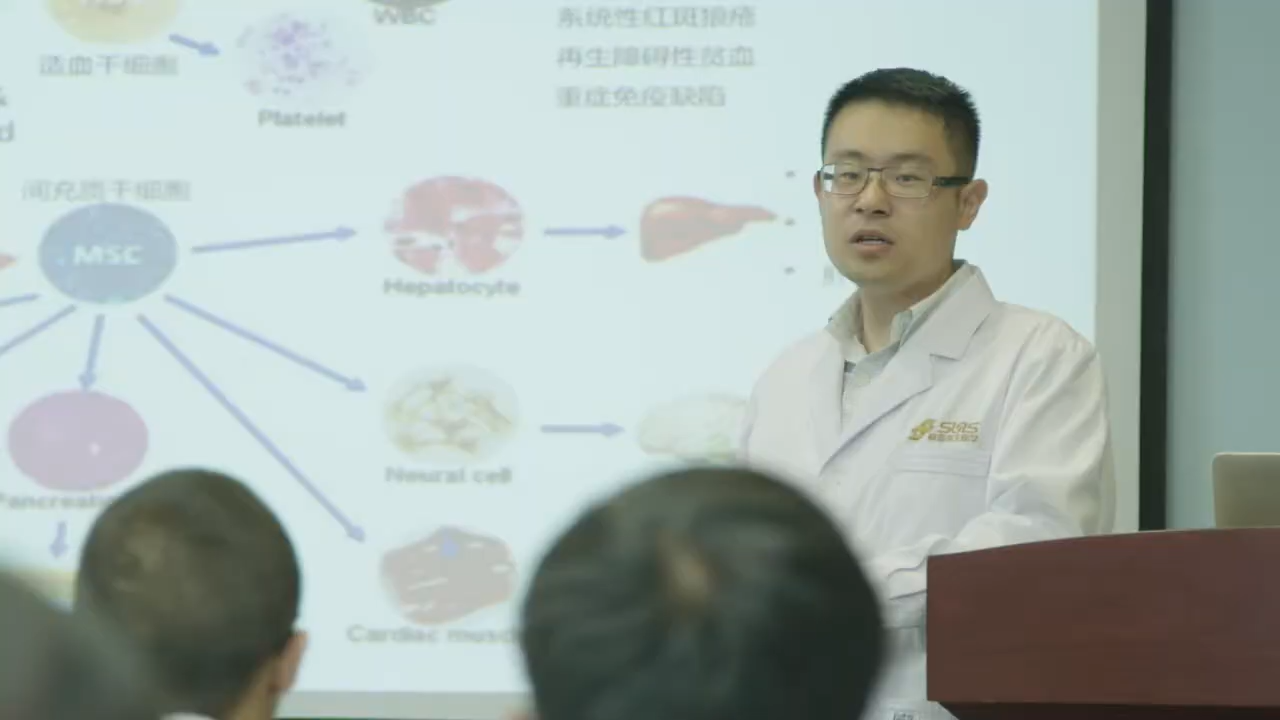 WBC
系统性红斑狼疮
造血干细胞
再生障碍性贫血
Platelet
重症免疫缺陷
间充质干细胞
MSC
Hepatocyte
Neural cell
Cardiac